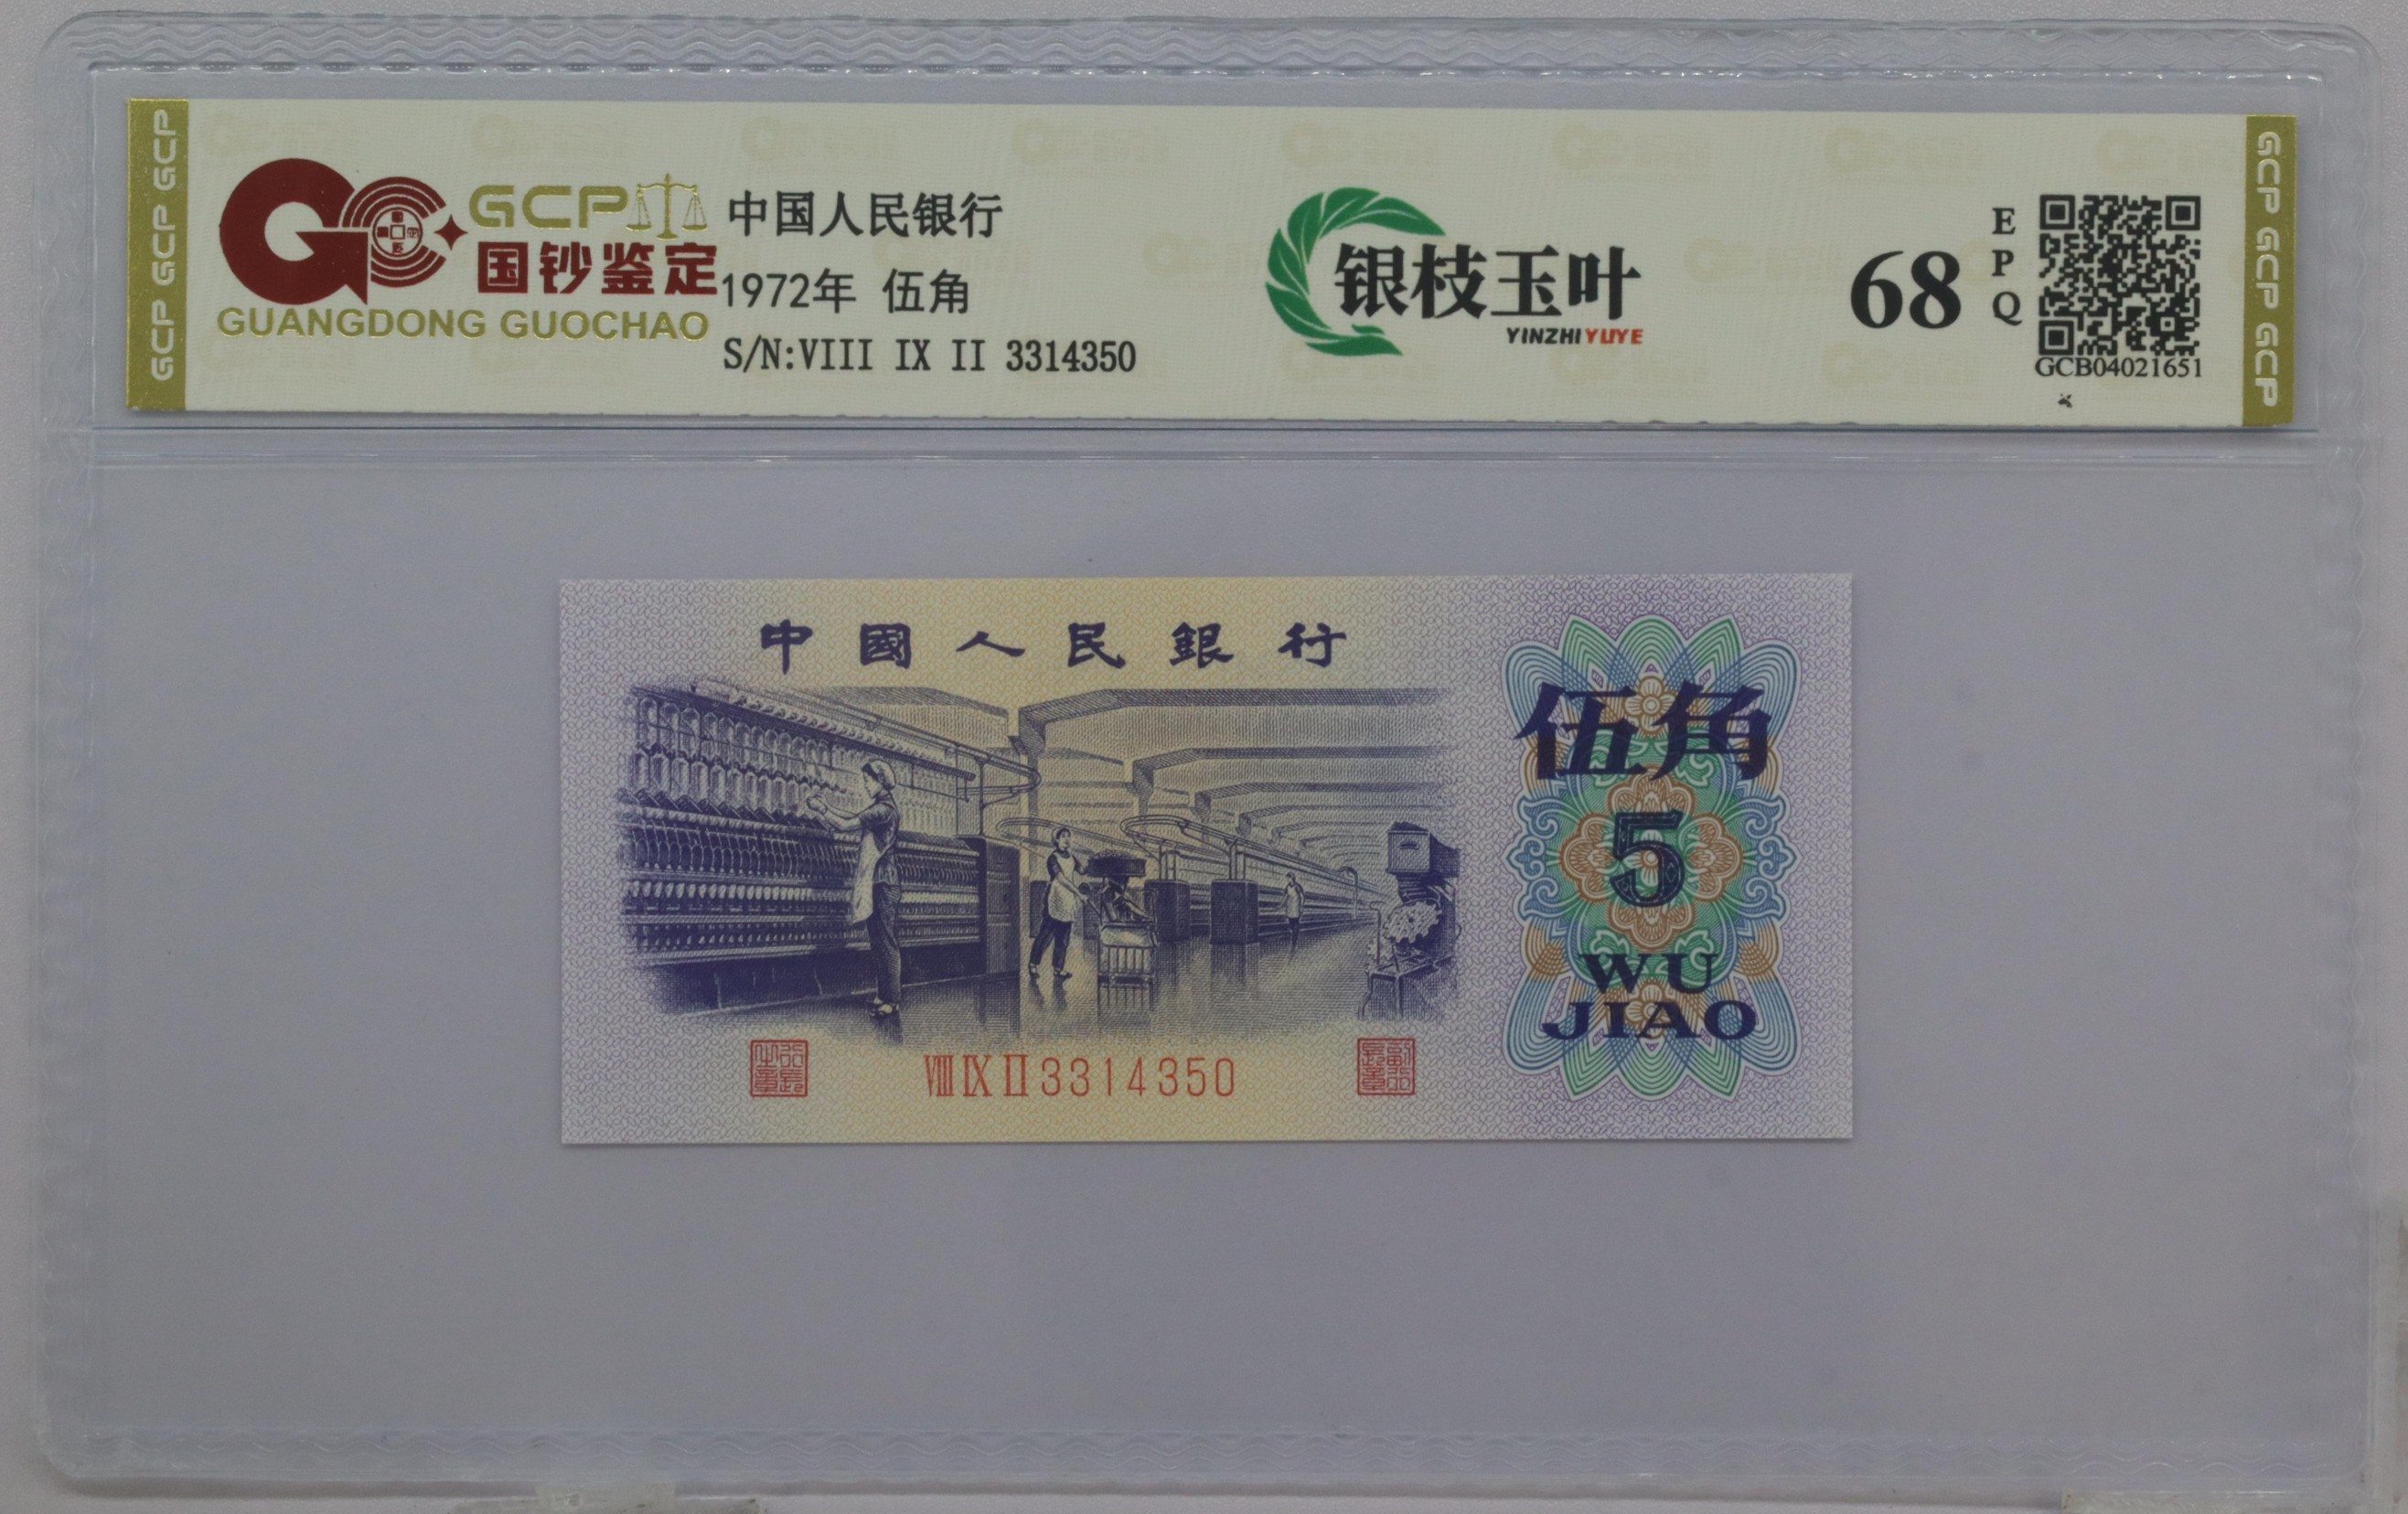 GCP GCP GCP
GCP
国钞鉴定
GUANGDONG GUOCHAO
中国人民银行
1972年 伍角
S/N:VIII IX II 3314350
银枝玉叶
YINZHIYUYE
68
EPQ
GCB04021651
GCP GCP GCP
中國人民銀行
伍角
5
WU
JIAO
VIII IX II 3314350